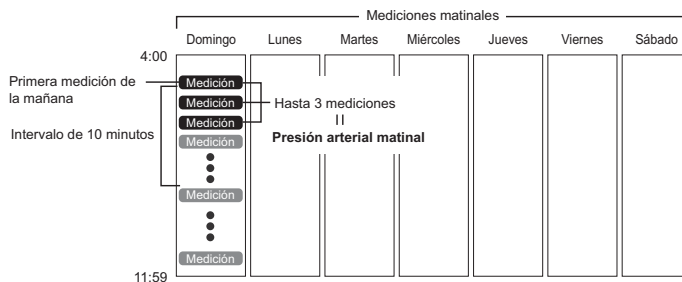 Mediciones matinales
Domingo Lunes Martes Miércoles Jueves Viernes Sábado
4:00
Primera medición de
la mañana
Medición
Medición
Medición
Hasta 3 mediciones
Presión arterial matinal
Intervalo de 10 minutos
Medición
Medición
Medición
11:59